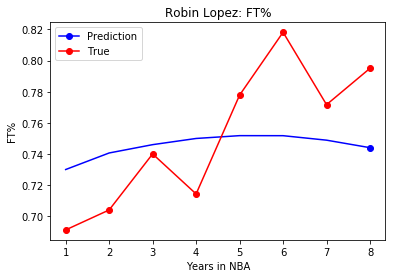 Robin Lopez: FT%
Prediction
True
0.82
0.80
0.78
0.76
0.74
0.72
0.70
FT%
1 2 3 4 5 6 7 8
Years in NBA